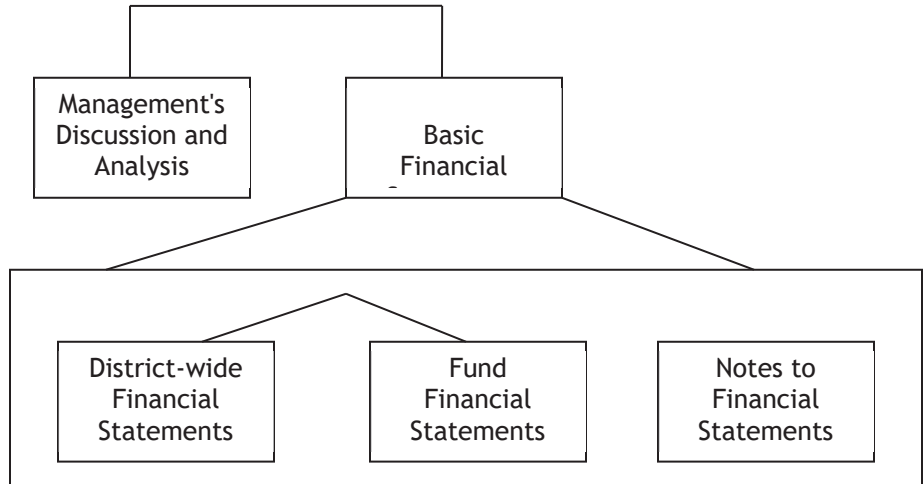 Management's
Discussion and
Analysis
Basic
Financial
District-wide
Financial
Statements
Fund
Financial
Statements
Notes to
Financial
Statements